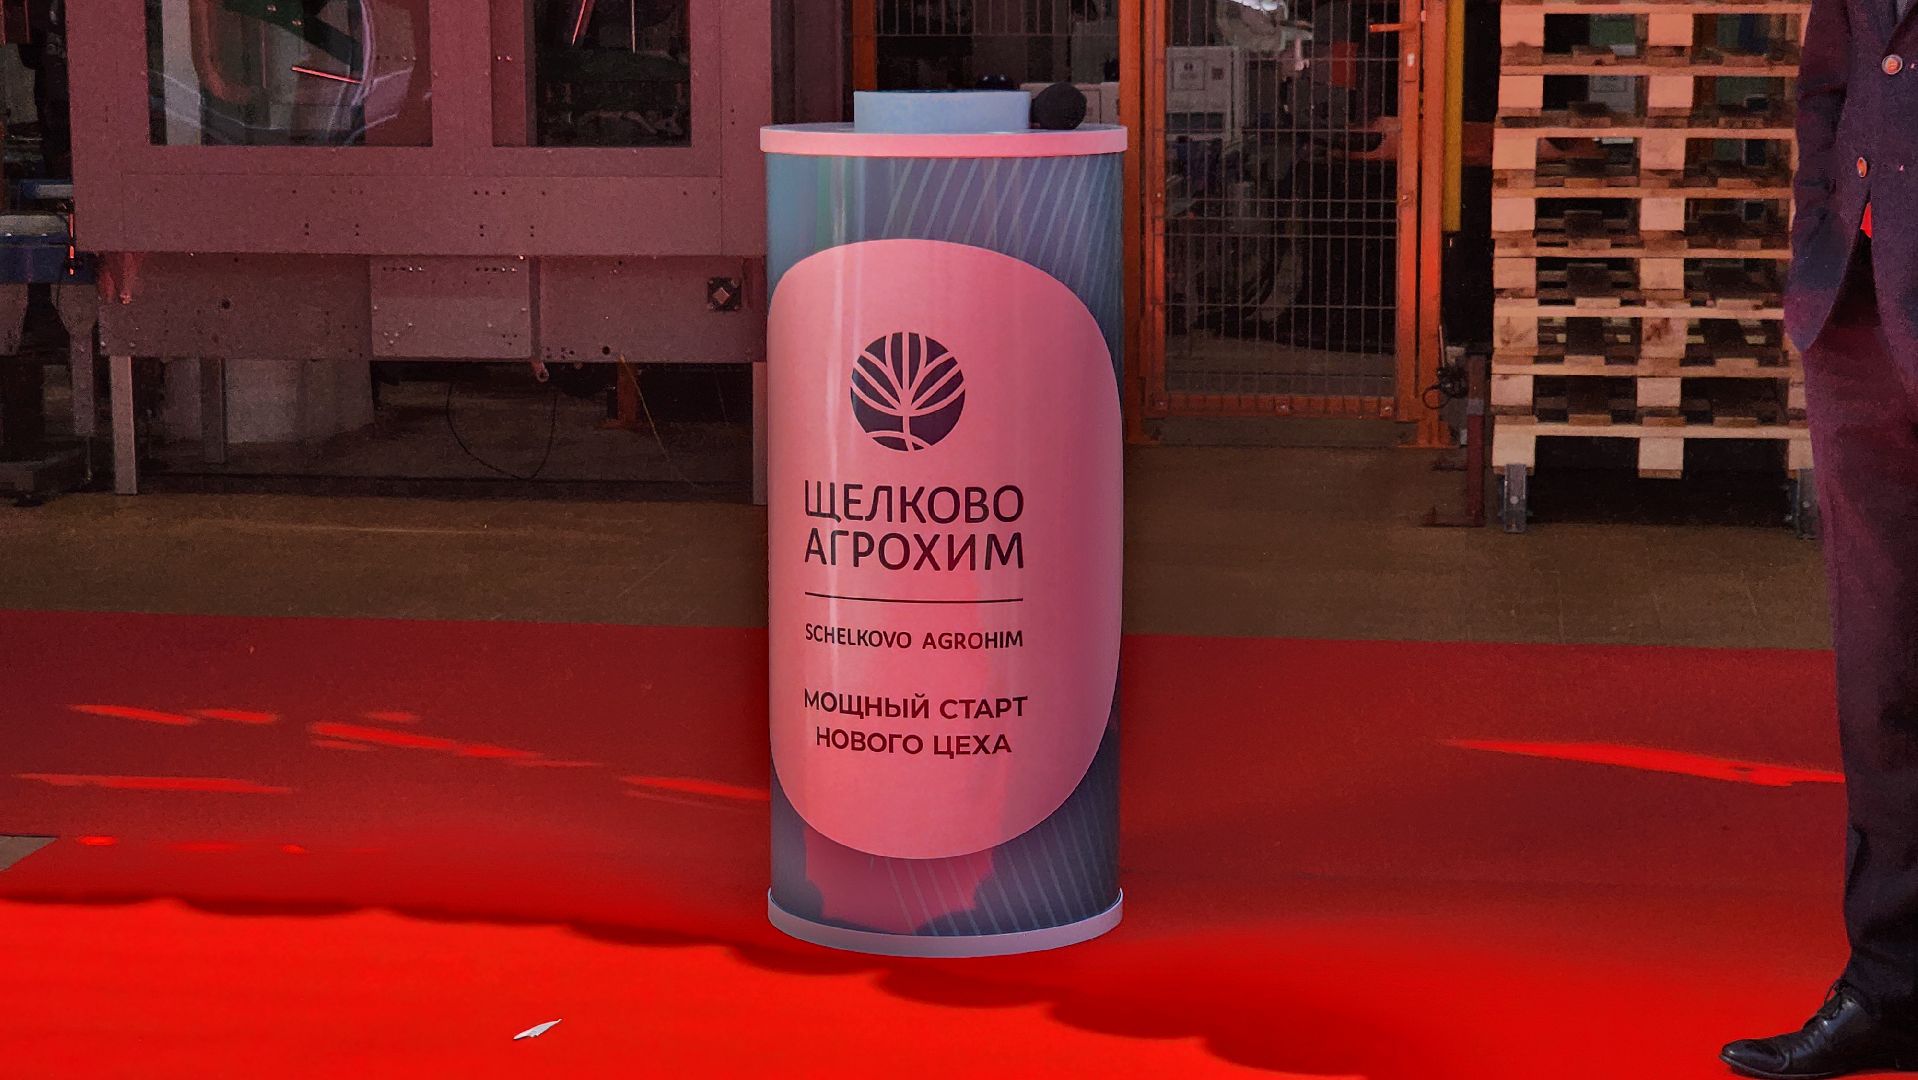 ЩЕЛКОВО
АГРОХИМ
SCHELKOVO AGROHIM
МОЩНЫЙ СТАРТ
НОВОГО ЦЕХА